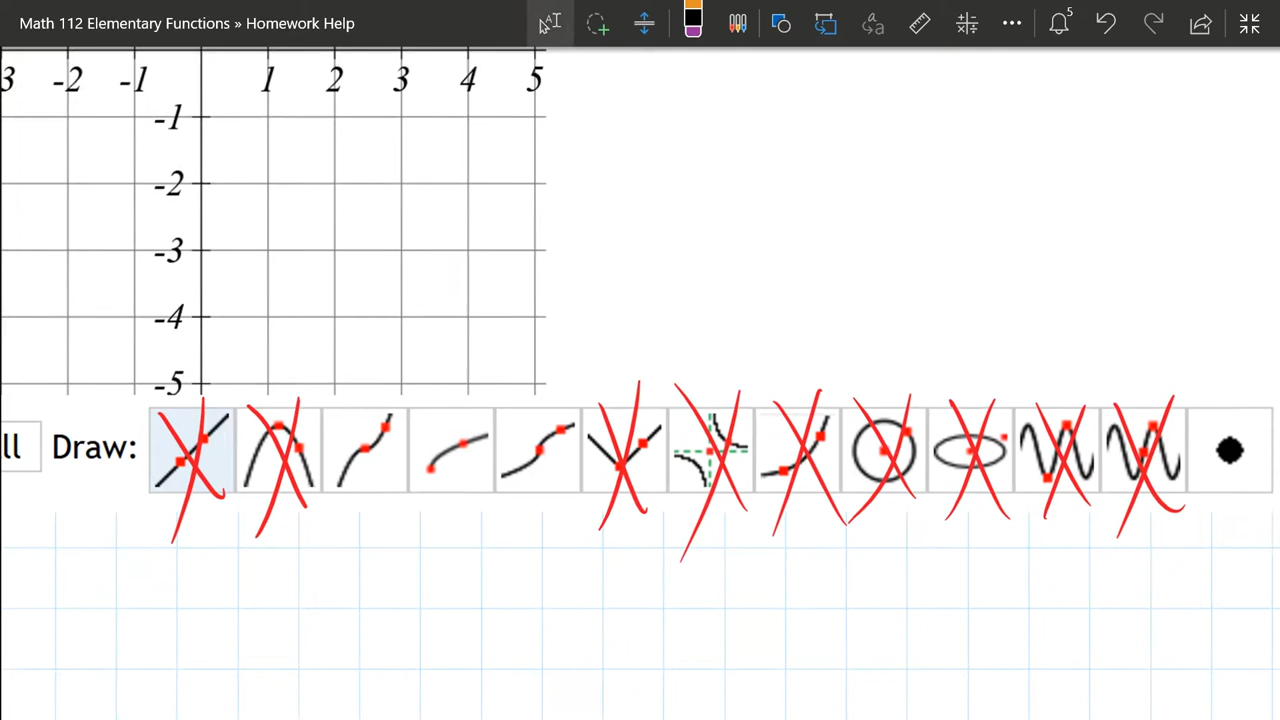 Math 112 Elementary Functions » Homework Help
5
3 -2 -1 1 2 3 4 5
-1
-2
-3
-4
-5
ll Draw: